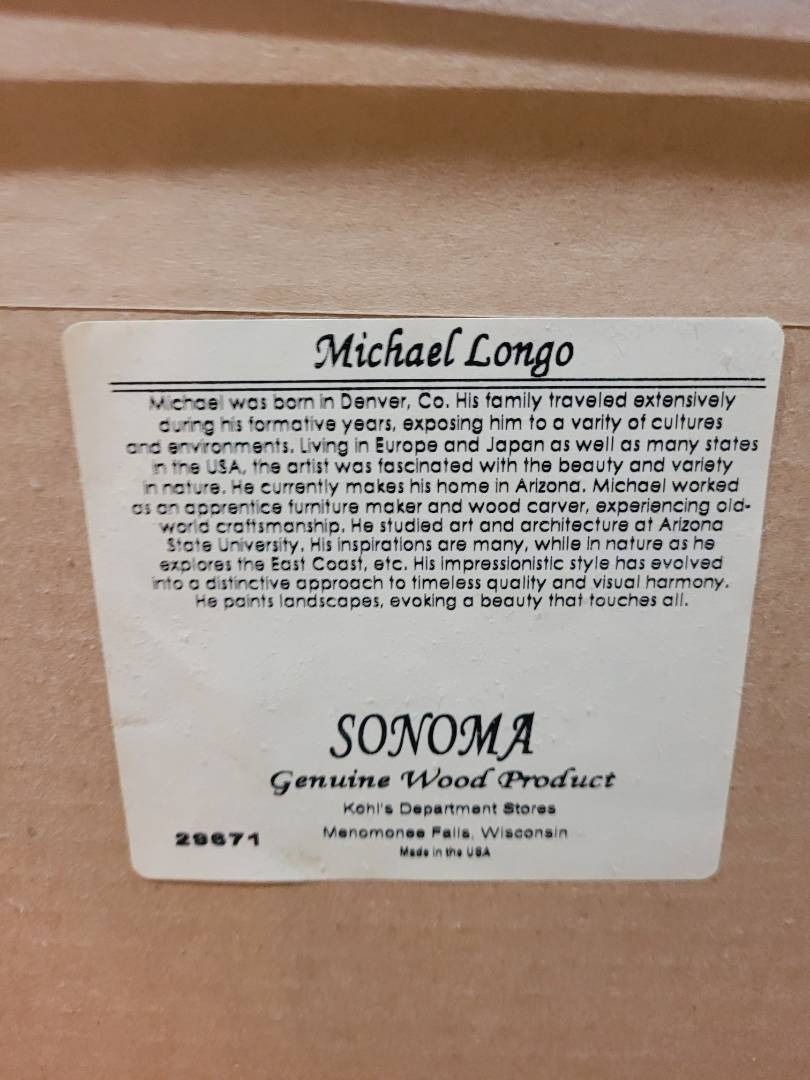 Michael Longo
Michael was born in Denver, Co. His family traveled extensively
during his formative years, exposing him to a varity of cultures
and environments. Living in Europe and Japan as well as many states
in the USA, the artist was fascinated with the beauty and variety
in nature. He currently makes his home in Arizona. Michael worked
as an apprentice furniture maker and wood carver, experiencing old-
world craftsmanship. He studied art and architecture at Arizona
State University. His inspirations are many, while in nature as he
explores the East Coast, etc. His impressionistic style has evolved
into a distinctive approach to timeless quality and visual harmony.
He paints landscapes, evoking a beauty that touches all.
SONOMA
Genuine Wood Product
Kohl's Department Stores
29671 Menomonee Falls, Wisconsin
Made in the USA